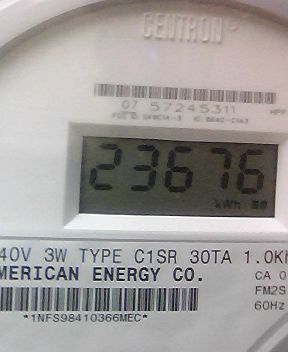 CENTRON®
07 57245311
23676
kWh
40V 3W TYPE C1SR 30TA 1.0Kh
MERICAN ENERGY CO.
CA 0
FM2S
60Hz
*1NFS98410366MEC*